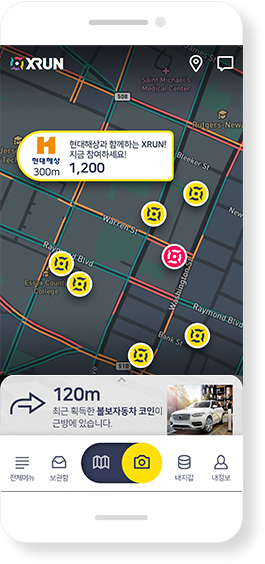 XRUN
Saint Michael's
Medical Center
508
Rutgers-Newa
Bleeker St
현대해상과 함께하는 XRUN!
지금 참여하세요!
현대해상
300m
1,200
Warren St
New
Raymond Blvd
Washington St
Essex County
College
Raymond Blvd
Bank St
510
120m
최근 획득한 볼보자동차 코인이
근방에 있습니다.
전체메뉴
보관함
내지갑
내정보